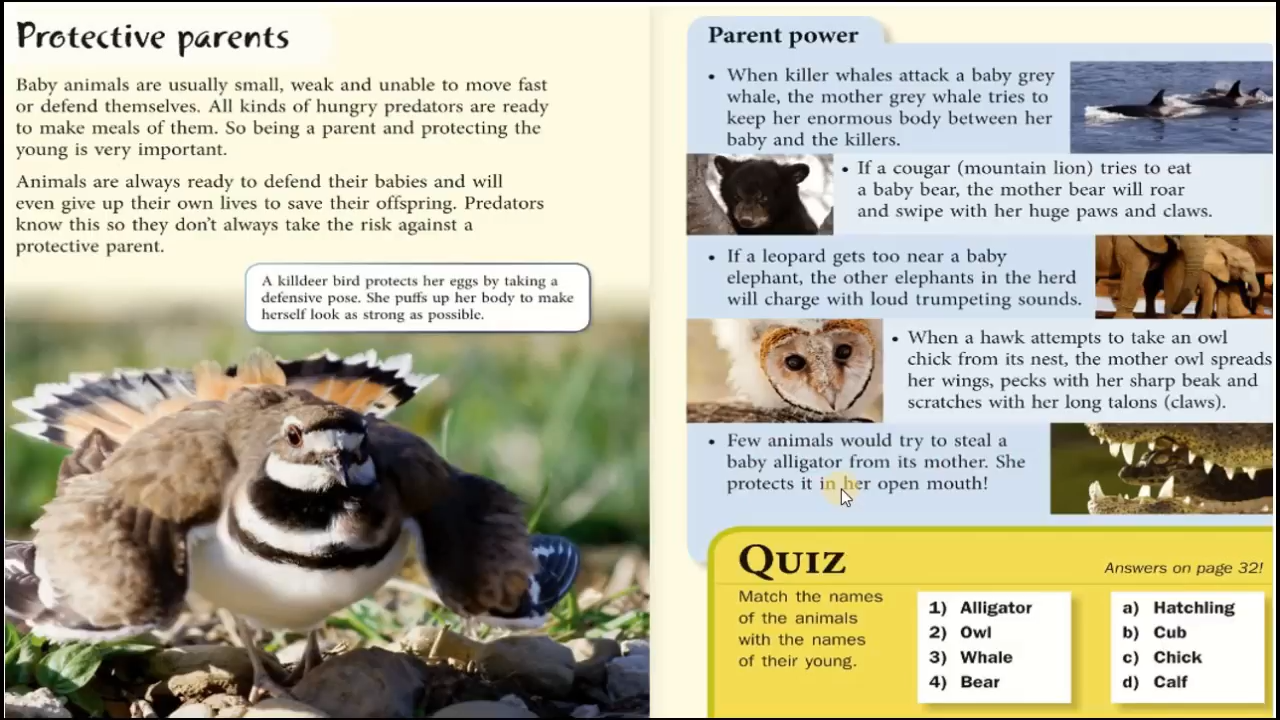 Protective parents
Baby animals are usually small, weak and unable to move fast
or defend themselves. All kinds of hungry predators are ready
to make meals of them. So being a parent and protecting the
young is very important.
Animals are always ready to defend their babies and will
even give up their own lives to save their offspring. Predators
know this so they don't always take the risk against a
protective parent.
A killdeer bird protects her eggs by taking a
defensive pose. She puffs up her body to make
herself look as strong as possible.
Parent power
• When killer whales attack a baby grey
whale, the mother grey whale tries to
keep her enormous body between her
baby and the killers.
• If a cougar (mountain lion) tries to eat
a baby bear, the mother bear will roar
and swipe with her huge paws and claws.
• If a leopard gets too near a baby
elephant, the other elephants in the herd
will charge with loud trumpeting sounds.
• When a hawk attempts to take an owl
chick from its nest, the mother owl spreads
her wings, pecks with her sharp beak and
scratches with her long talons (claws).
• Few animals would try to steal a
baby alligator from its mother. She
protects it in her open mouth!
QUIZ
Answers on page 32!
Match the names
of the animals
with the names
of their young.
1) Alligator
2) Owl
3) Whale
4) Bear
a) Hatchling
b) Cub
c) Chick
d) Calf